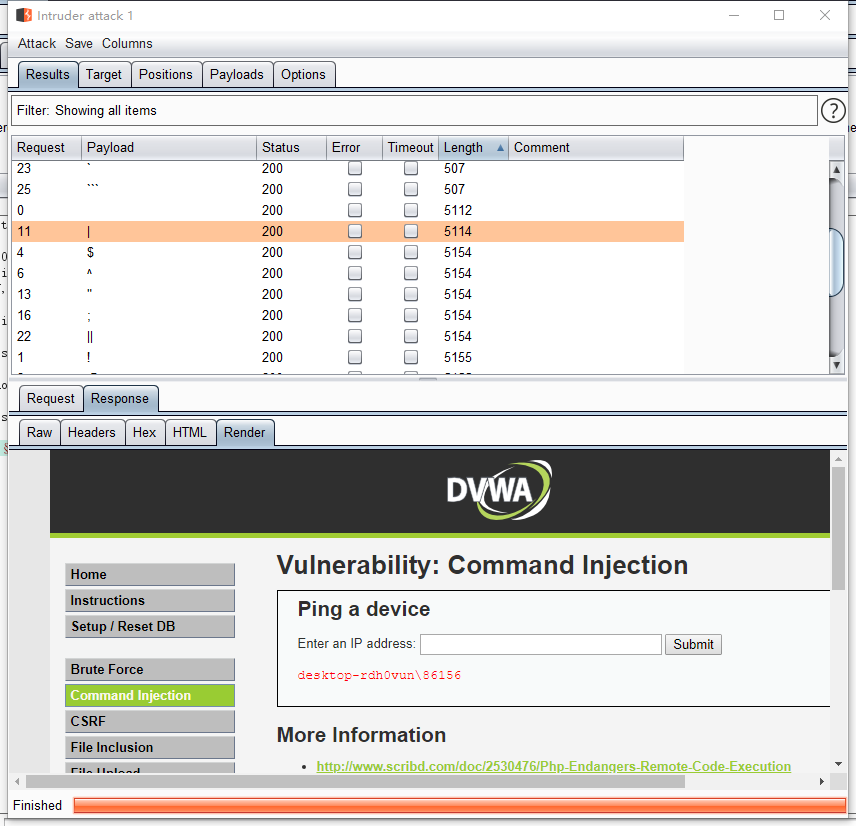 Intruder attack 1
Attack Save Columns
Results Target Positions Payloads Options
Filter: Showing all items ?
Request Payload Status Error Timeout Length Comment
23 ` 200 507
25 ``` 200 507
0 200 5112
11 | 200 5114
4 $ 200 5154
6 ^ 200 5154
13 " 200 5154
16 ; 200 5154
22 || 200 5154
1 ! 200 5155
Request Response
Raw Headers Hex HTML Render
DVWA
Vulnerability: Command Injection
Home
Ping a device
Instructions
Setup / Reset DB
Enter an IP address: Submit
Brute Force
desktop-rdh0vun\86156
Command Injection
CSRF
More Information
File Inclusion
http://www.scribd.com/doc/2530476/Php-Endangers-Remote-Code-Execution
File Upload
Finished